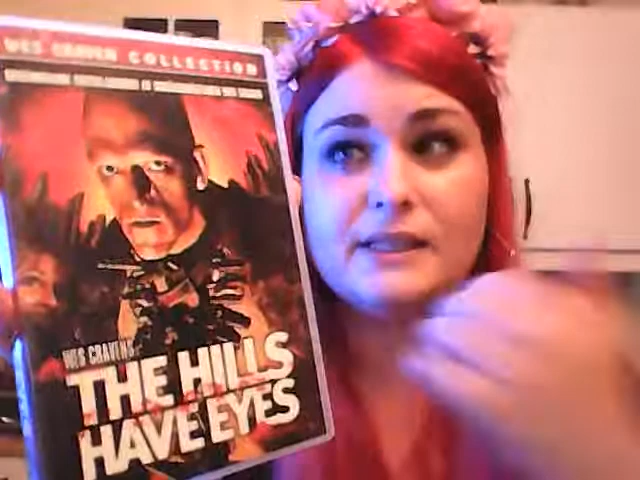 WES CRAVEN COLLECTION
WES CRAVEN'S
THE HILLS
HAVE EYES